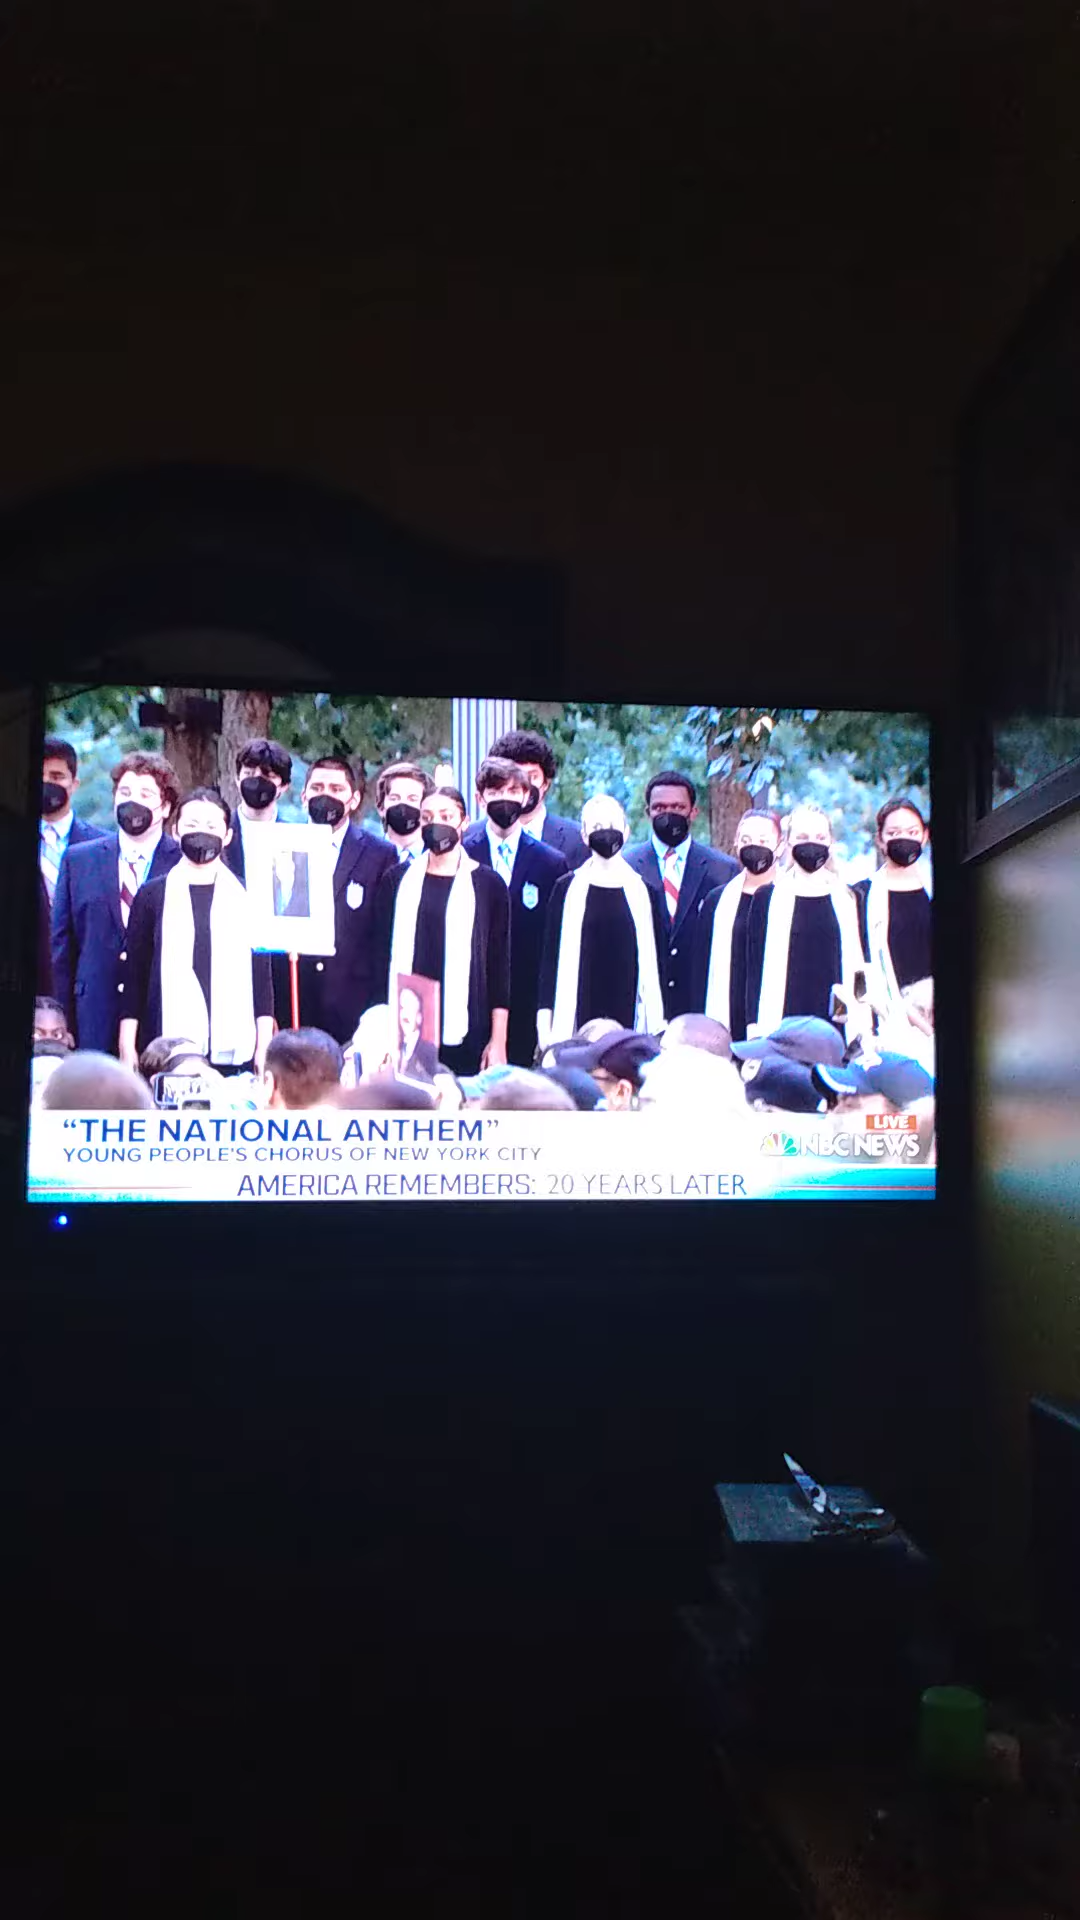 "THE NATIONAL ANTHEM"
YOUNG PEOPLE'S CHORUS OF NEW YORK CITY
LIVE
NBC NEWS
AMERICA REMEMBERS: 20 YEARS LATER